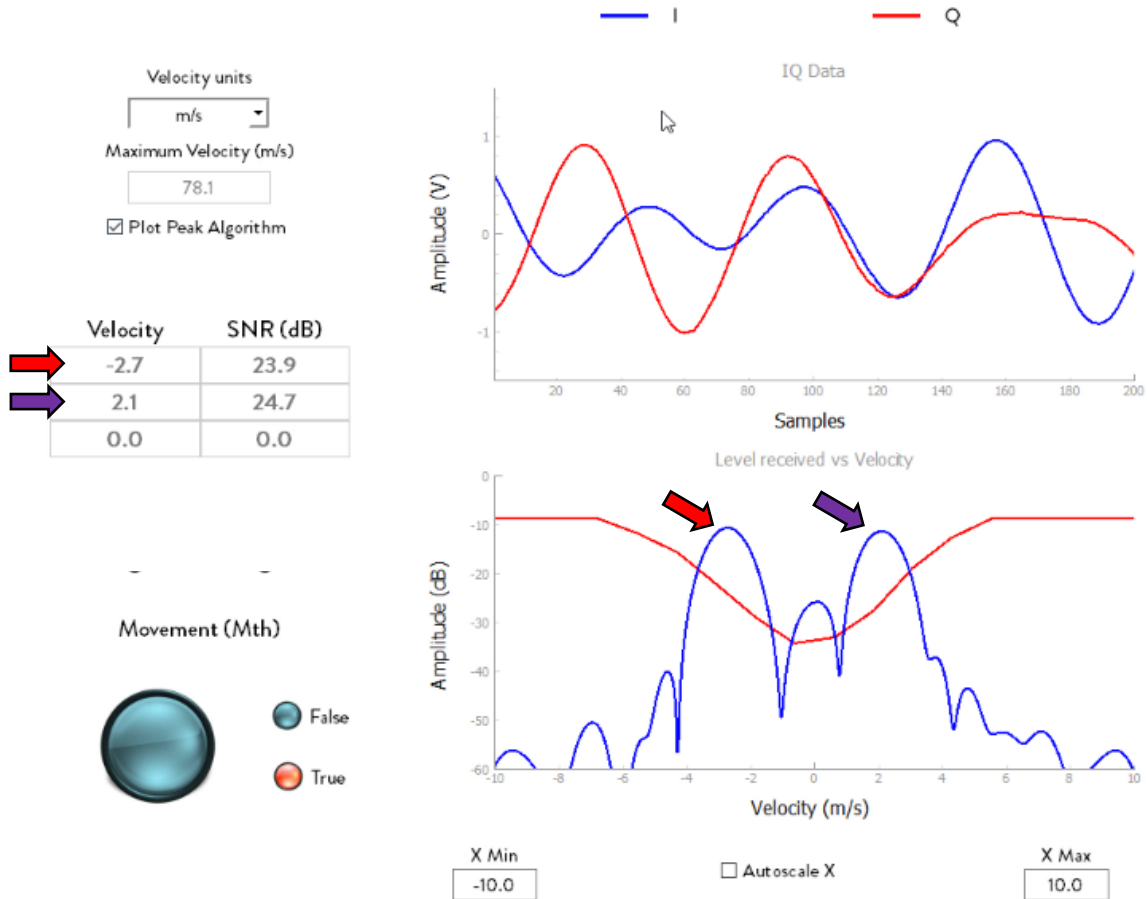 I Q
Velocity units
m/s
Maximum Velocity (m/s)
78.1
Plot Peak Algorithm
Velocity SNR (dB)
-2.7 23.9
2.1 24.7
0.0 0.0
Movement (Mth)
False
True
IQ Data
Amplitude (V)
1
0
-1
20 40 60 80 100 120 140 160 180 200
Samples
Level received vs Velocity
Amplitude (dB)
0
-10
-20
-30
-40
-50
-60
-10 -8 -6 -4 -2 0 2 4 6 8 10
Velocity (m/s)
X Min
-10.0
Autoscale X
X Max
10.0